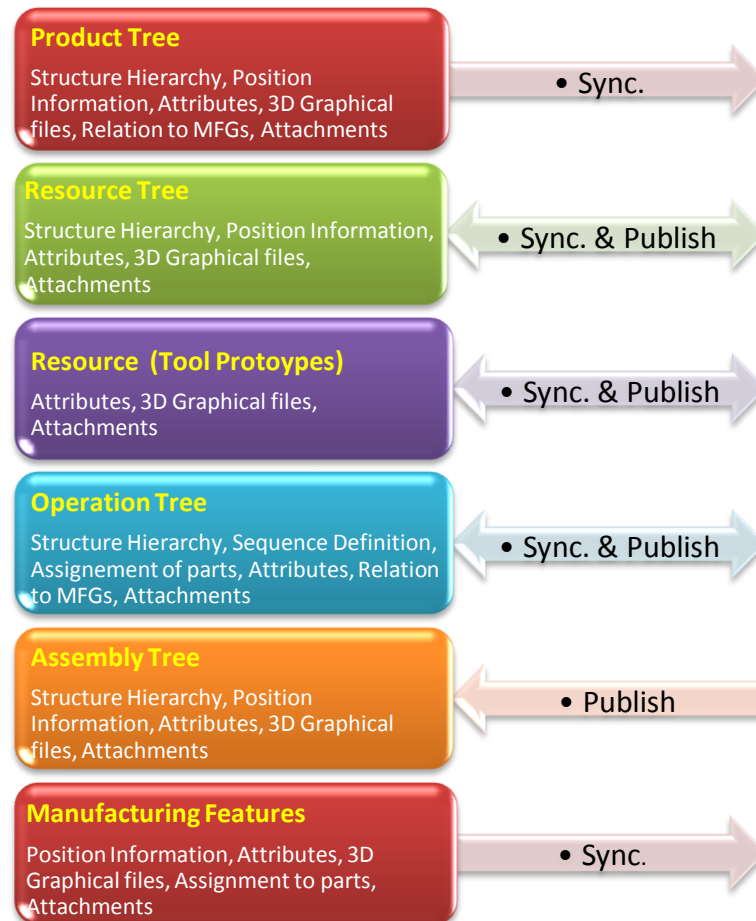 Product Tree
Structure Hierarchy, Position
Information, Attributes, 3D Graphical
files, Relation to MFGs, Attachments
• Sync.
Resource Tree
Structure Hierarchy, Position Information,
Attributes, 3D Graphical files,
Attachments
• Sync. & Publish
Resource (Tool Protoypes)
Attributes, 3D Graphical files,
Attachments
• Sync. & Publish
Operation Tree
Structure Hierarchy, Sequence Definition,
Assignement of parts, Attributes, Relation
to MFGs, Attachments
• Sync. & Publish
Assembly Tree
Structure Hierarchy, Position
Information, Attributes, 3D Graphical
files, Attachments
• Publish
Manufacturing Features
Position Information, Attributes, 3D
Graphical files, Assignment to parts,
Attachments
• Sync.